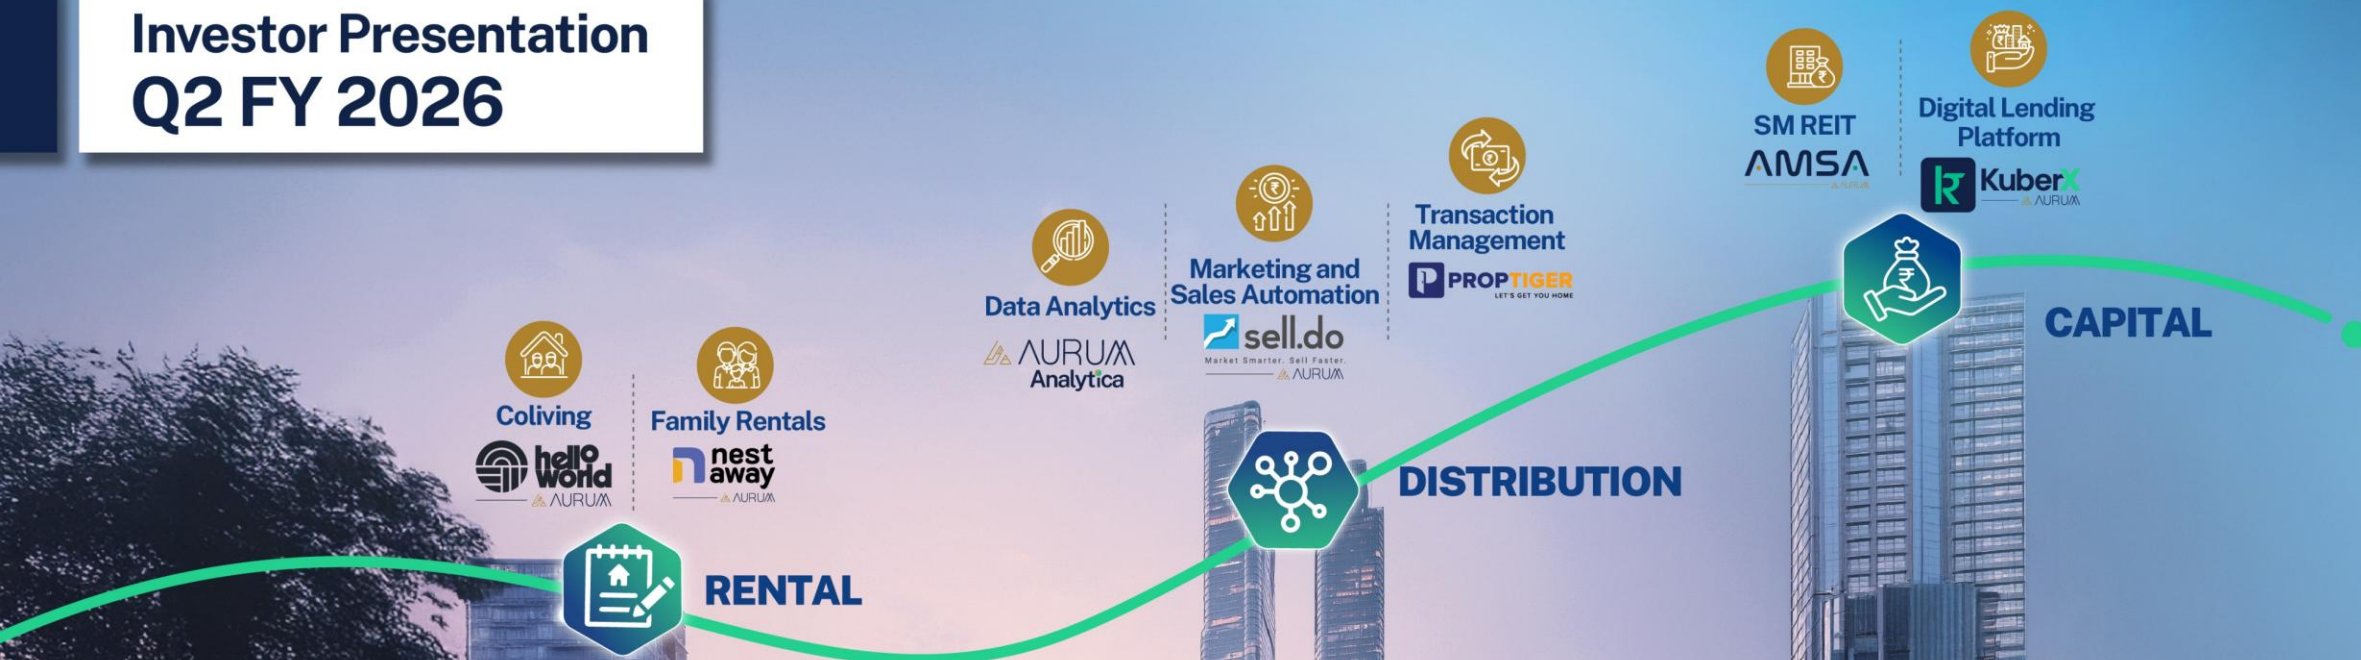 Investor Presentation
Q2 FY 2026
Coliving
hello
world
AURUM
Family Rentals
nest
away
AURUM
RENTAL
Data Analytics
AURUM
Analytica
Marketing and
Sales Automation
sell.do
Market Smarter. Sell Faster.
AURUM
Transaction
Management
PROPTIGER
LET'S GET YOU HOME
DISTRIBUTION
SM REIT
AMSA
AURUM
Digital Lending
Platform
KuberX
AURUM
CAPITAL